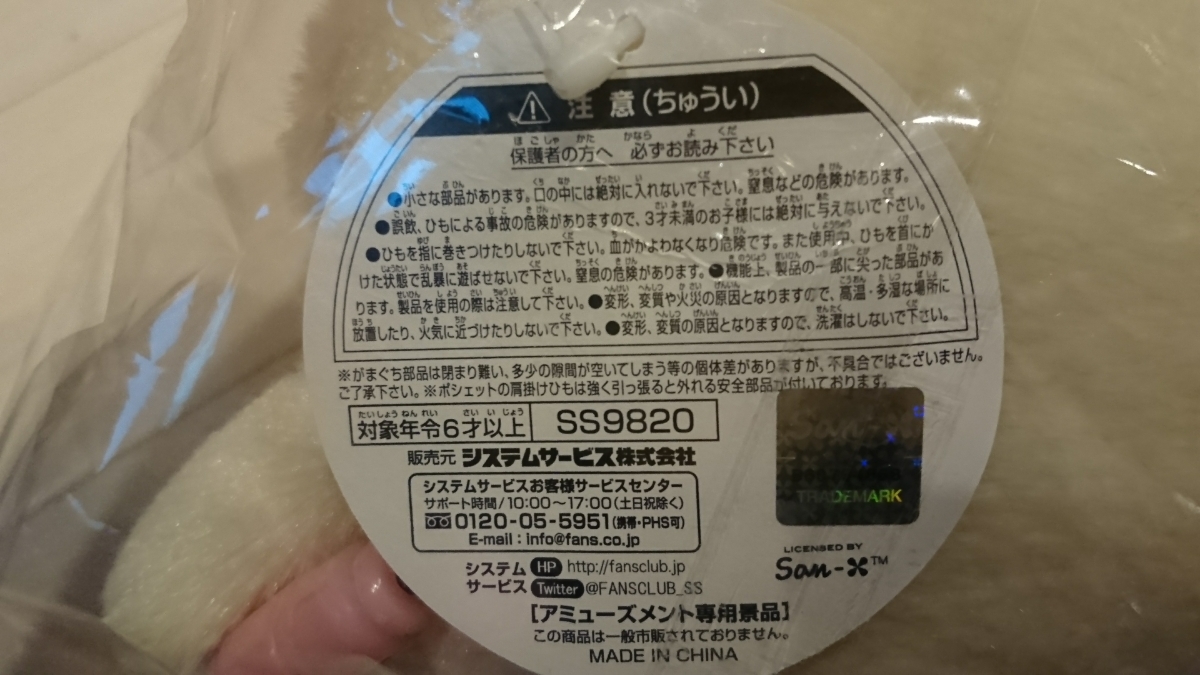 注意(ちゅうい)
保護者の方へ 必ずお読み下さい
●小さな部品があります。口の中には絶対に入れないで下さい。窒息などの危険があります。
●誤飲、ひもによる事故の危険がありますので、3才未満のお子様には絶対に与えないで下さい。
●ひもを指に巻きつけたりしないで下さい。血がかよわなくなり危険です。また使用中、ひもを首にか
けた状態で乱暴に遊ばせないで下さい。窒息の危険があります。●機能上、製品の一部に尖った部品があ
ります。製品を使用の際は注意して下さい。●変形、変質や火災の原因となりますので、高温・多湿な場所に
放置したり、火気に近づけたりしないで下さい。●変形、変質の原因となりますので、洗濯はしないで下さい。
※がまぐち部品は閉まり難い、多少の隙間が空いてしまう等の個体差がありますが、不具合ではございません。
ご了承下さい。※ポシェットの肩掛けひもは強く引っ張ると外れる安全部品が付いております。
対象年令6才以上 SS9820
販売元 システムサービス株式会社
システムサービスお客様サービスセンター
サポート時間/10:00～17:00(土日祝除く)
0120-05-5951(携帯・PHS可)
E-mail:info@fans.co.jp
システムサービス HP http://fansclub.jp
Twitter @FANSCLUB_SS
[アミューズメント専用景品]
この商品は一般市販されておりません。
MADE IN CHINA
San-X
TRADEMARK
LICENSED BY
San-X™